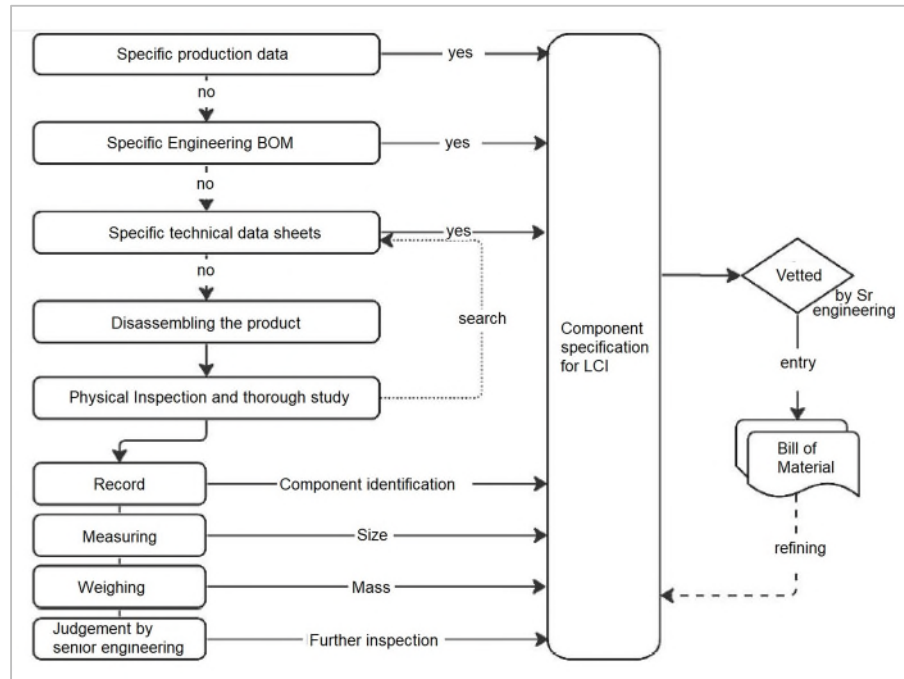 Specific production data
yes
no
Specific Engineering BOM
yes
no
Specific technical data sheets
yes
no
Disassembling the product
search
Physical Inspection and thorough study
Record
Component identification
Measuring
Size
Weighing
Mass
Judgement by
senior engineering
Further inspection
Component
specification
for LCI
Vetted
by Sr
engineering
entry
Bill of
Material
refining